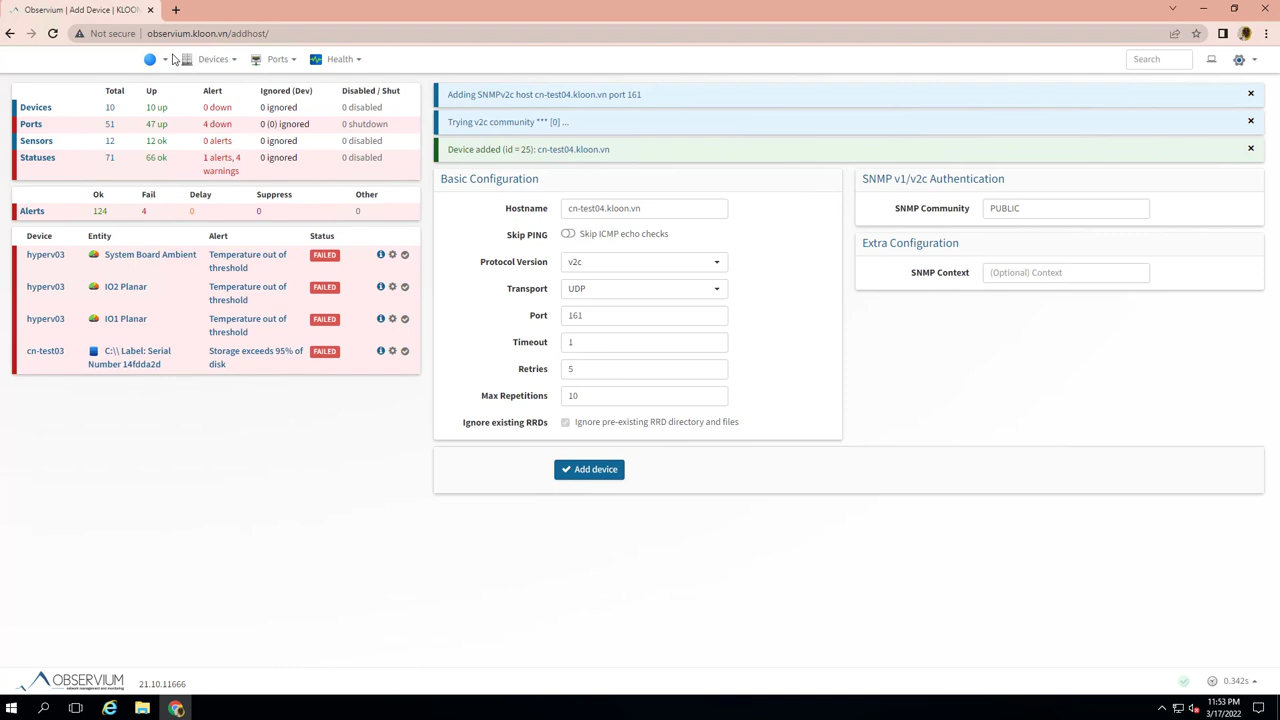 Observium | Add Device | KLOON
Not secure observium.kloon.vn/addhost/
Devices Ports Health Search
Total Up Alert Ignored (Dev) Disabled / Shut
Devices 10 10 up 0 down 0 ignored 0 disabled
Ports 51 47 up 4 down 0 (0) ignored 0 shutdown
Sensors 12 12 ok 0 alerts 0 ignored 0 disabled
Statuses 71 66 ok 1 alerts, 4 0 ignored 0 disabled
warnings
Ok Fail Delay Suppress Other
Alerts 124 4 0 0 0
Device Entity Alert Status
hyperv03 System Board Ambient Temperature out of FAILED
threshold
hyperv03 IO2 Planar Temperature out of FAILED
threshold
hyperv03 IO1 Planar Temperature out of FAILED
threshold
cn-test03 C:\\ Label: Serial Storage exceeds 95% of FAILED
Number 14fdda2d disk
Adding SNMPv2c host cn-test04.kloon.vn port 161
Trying v2c community *** [0] ...
Device added (id = 25): cn-test04.kloon.vn
Basic Configuration
Hostname cn-test04.kloon.vn
Skip PING Skip ICMP echo checks
Protocol Version v2c
Transport UDP
Port 161
Timeout 1
Retries 5
Max Repetitions 10
Ignore existing RRDs Ignore pre-existing RRD directory and files
SNMP v1/v2c Authentication
SNMP Community PUBLIC
Extra Configuration
SNMP Context (Optional) Context
Add device
OBSERVIUM 21.10.11666
network management and monitoring
0.342s
11:53 PM
3/17/2022